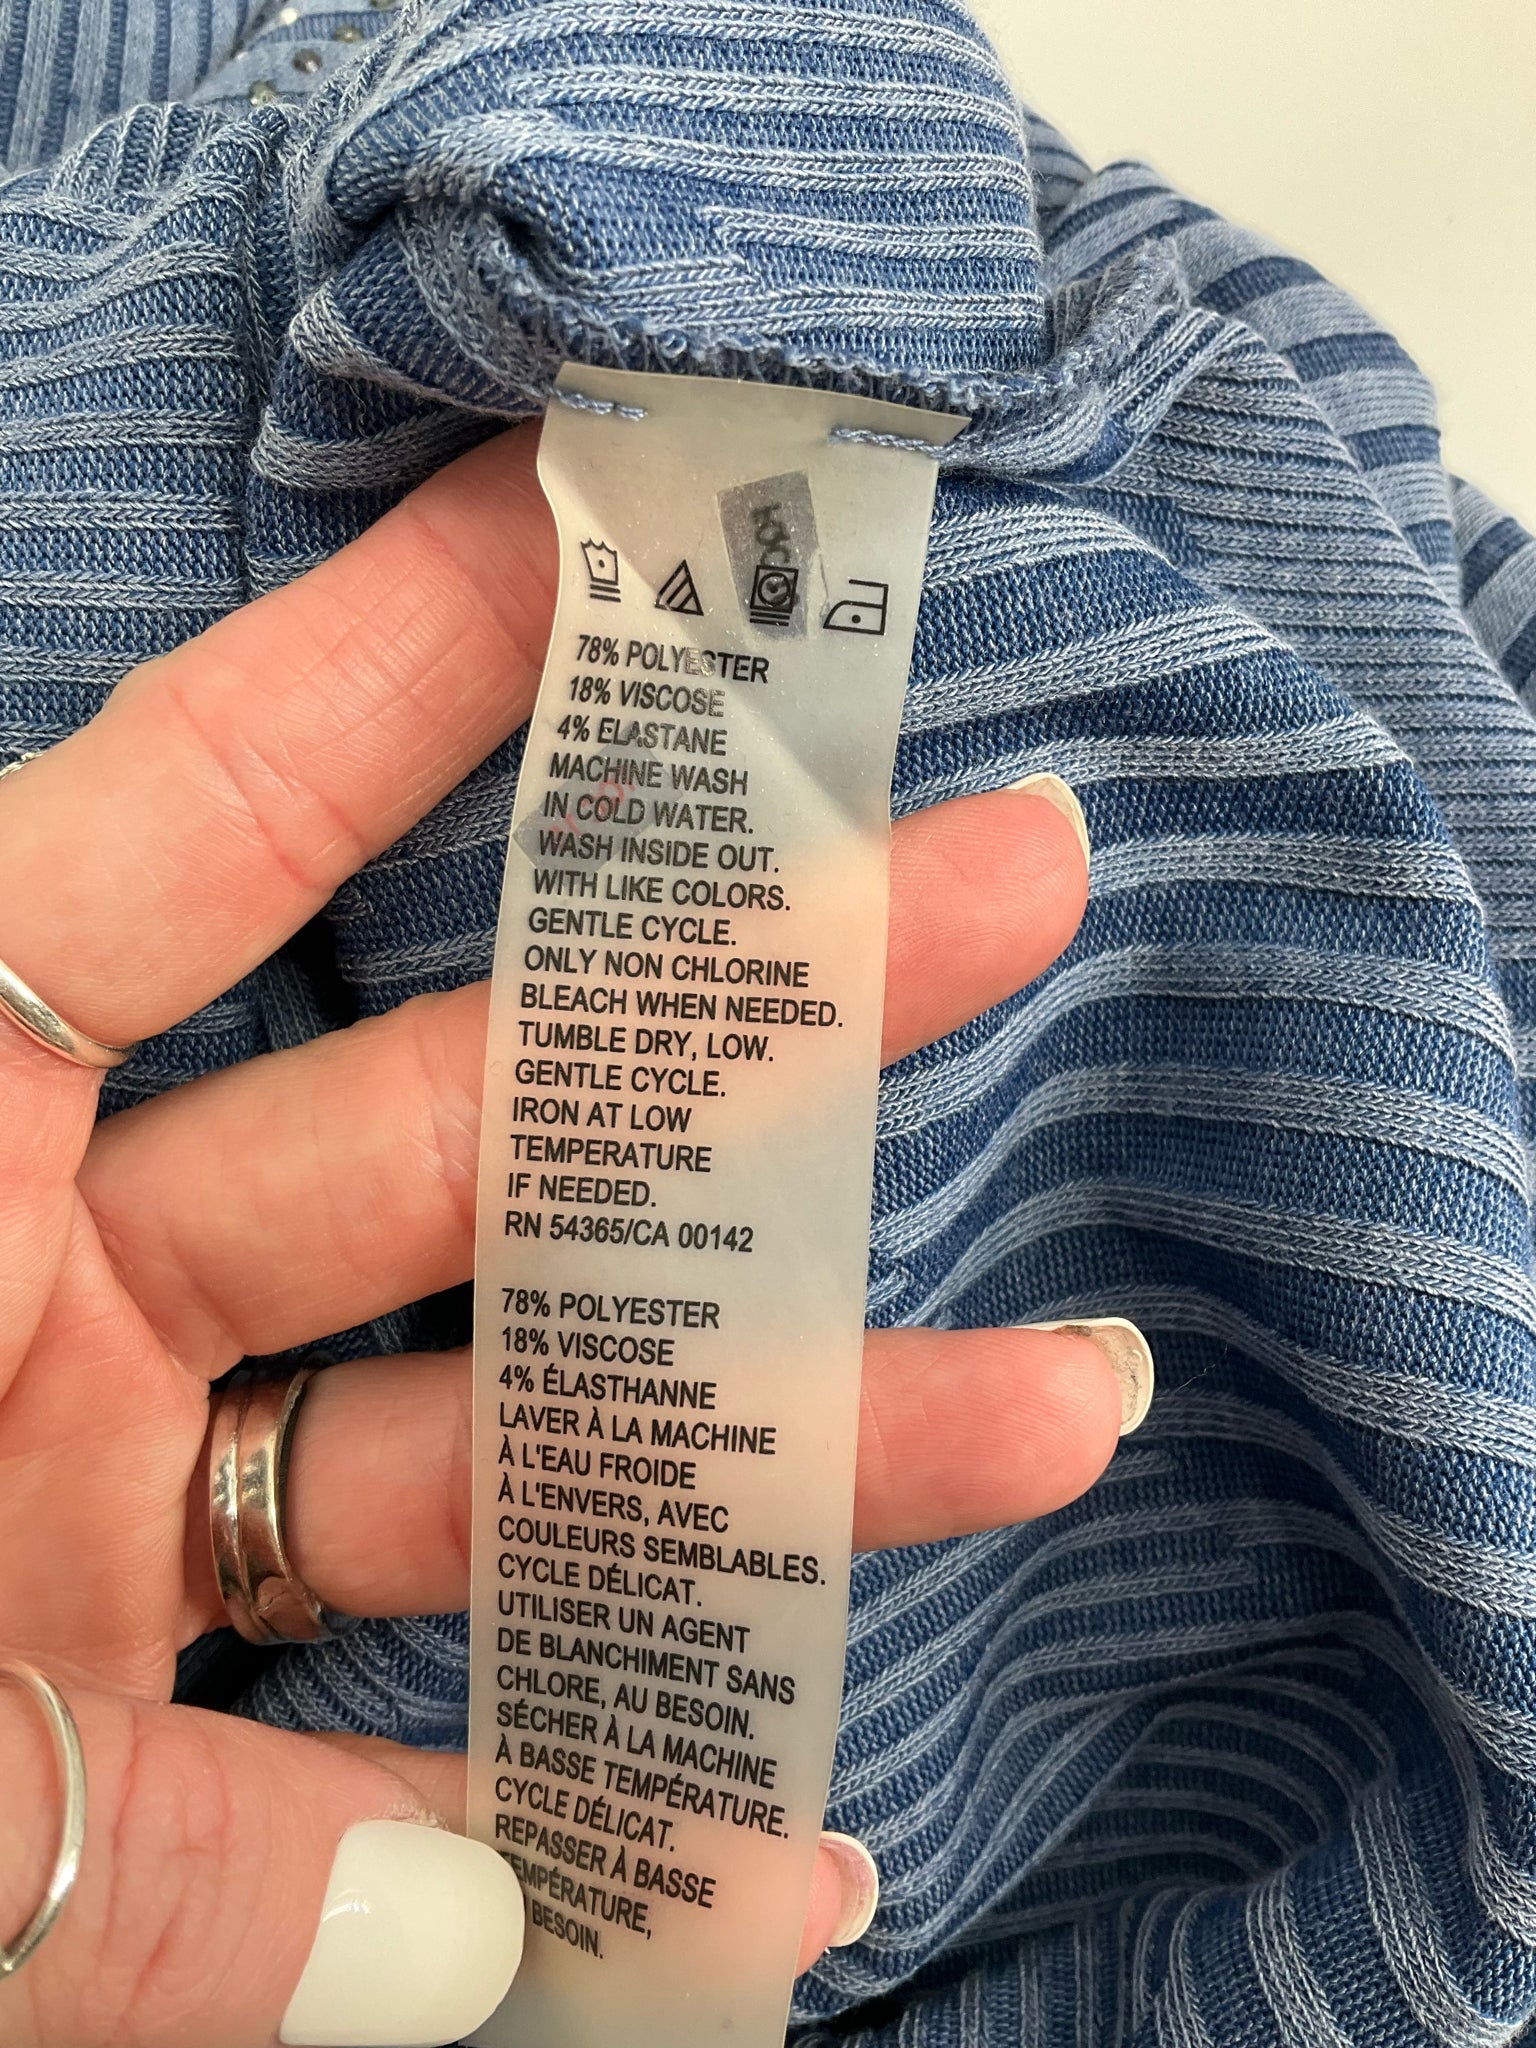 78% POLYESTER
18% VISCOSE
4% ELASTANE
MACHINE WASH
IN COLD WATER.
WASH INSIDE OUT.
WITH LIKE COLORS.
GENTLE CYCLE.
ONLY NON CHLORINE
BLEACH WHEN NEEDED.
TUMBLE DRY, LOW.
GENTLE CYCLE.
IRON AT LOW
TEMPERATURE
IF NEEDED.
RN 54365/CA 00142
78% POLYESTER
18% VISCOSE
4% ÉLASTHANNE
LAVER À LA MACHINE
À L'EAU FROIDE
À L'ENVERS, AVEC
COULEURS SEMBLABLES.
CYCLE DÉLICAT.
UTILISER UN AGENT
DE BLANCHIMENT SANS
CHLORE, AU BESOIN.
SÉCHER À LA MACHINE
À BASSE TEMPÉRATURE.
CYCLE DÉLICAT.
REPASSER À BASSE
TEMPÉRATURE,
BESOIN.